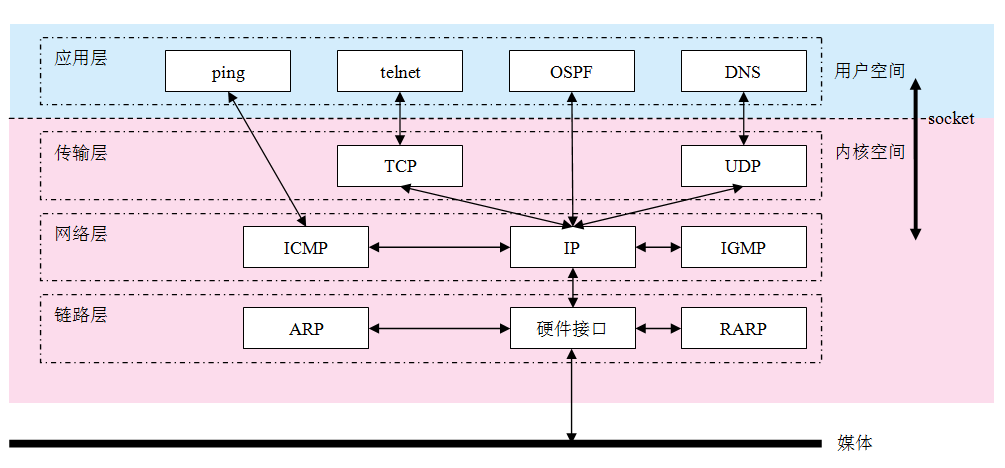 应用层
ping
telnet
OSPF
DNS
用户空间
socket
传输层
TCP
UDP
内核空间
网络层
ICMP
IP
IGMP
链路层
ARP
硬件接口
RARP
媒体